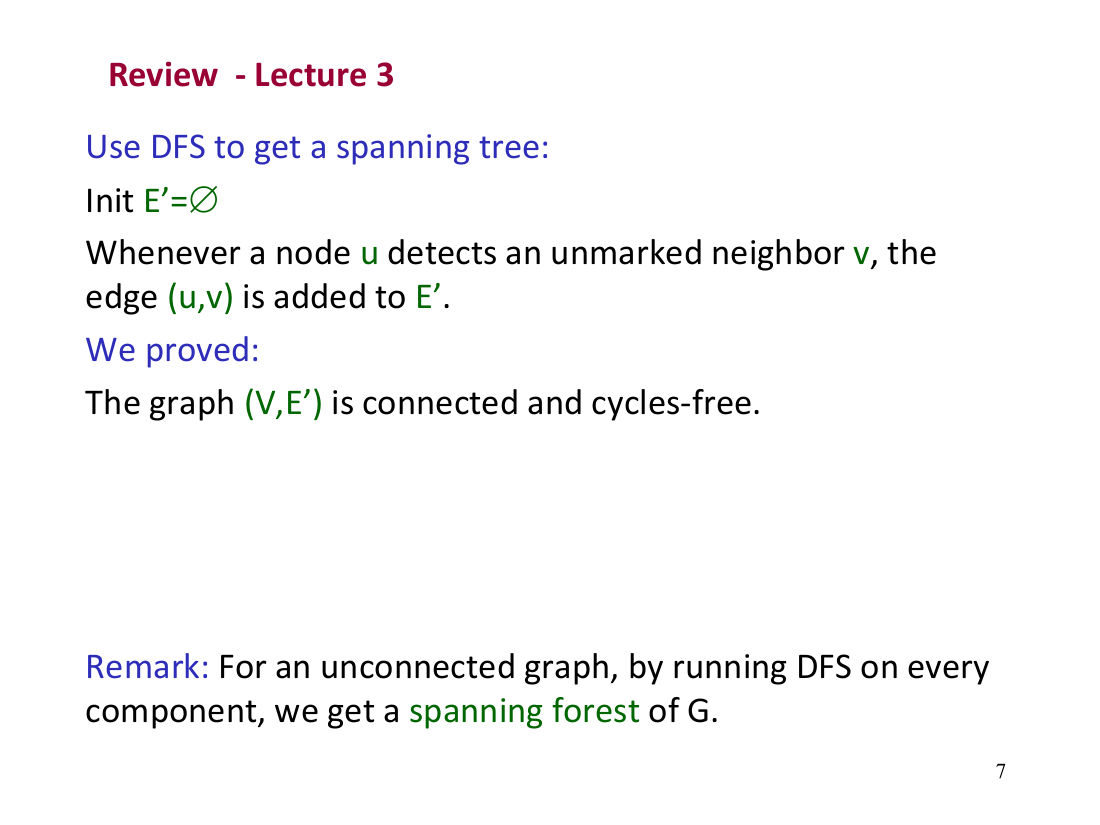 Review  - Lecture 3
Use DFS to get a spanning tree:
Init E’=∅
Whenever a node u detects an unmarked neighbor v, the
edge (u,v) is added to E’.
We proved:
The graph (V,E’) is connected and cycles-free.
Remark: For an unconnected graph, by running DFS on every
component, we get a spanning forest of G.
7